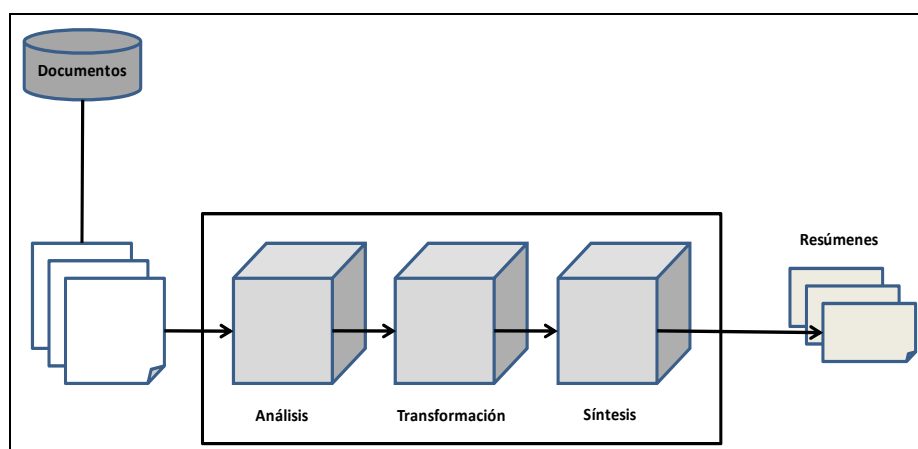 Documentos
Resúmenes
Análisis
Transformación
Síntesis